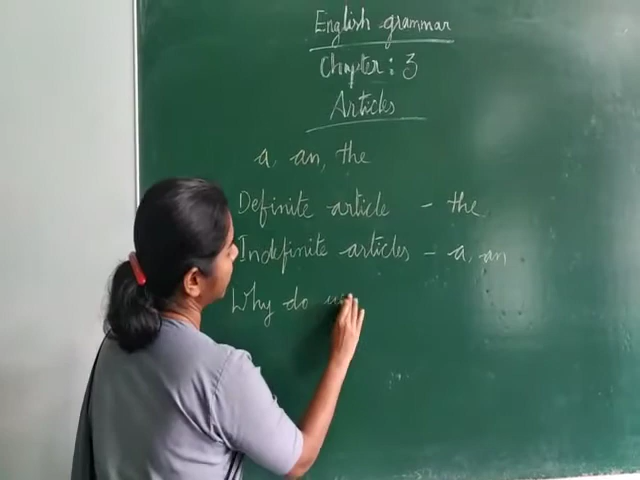 English grammar
Chapter: 3
Articles
a, an, the
Definite article - the
Indefinite articles - a, an
Why do